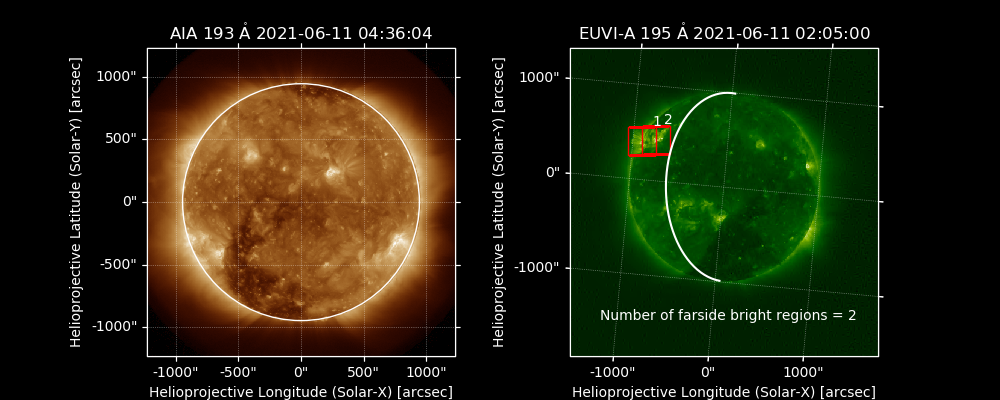 AIA 193 Å 2021-06-11 04:36:04
Helioprojective Latitude (Solar-Y) [arcsec]
1000"
500"
0"
-500"
-1000"
-1000"
-500"
0"
500"
1000"
Helioprojective Longitude (Solar-X) [arcsec]
EUVI-A 195 Å 2021-06-11 02:05:00
Helioprojective Latitude (Solar-Y) [arcsec]
1000"
0"
-1000"
1
2
Number of farside bright regions = 2
-1000"
0"
1000"
Helioprojective Longitude (Solar-X) [arcsec]